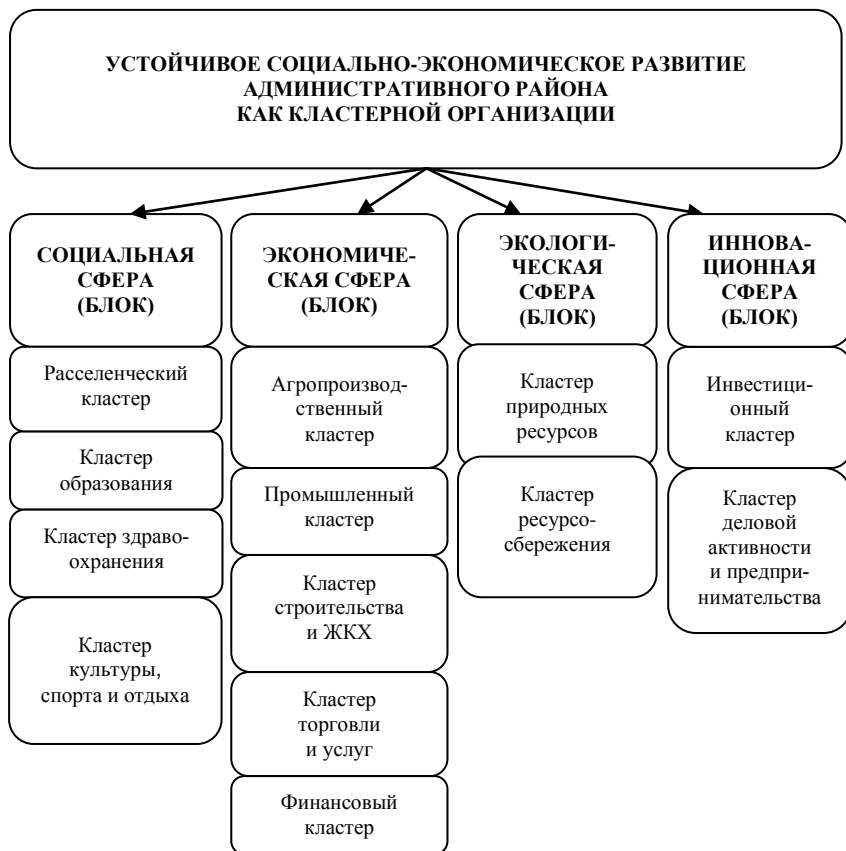 УСТОЙЧИВОЕ СОЦИАЛЬНО-ЭКОНОМИЧЕСКОЕ РАЗВИТИЕ
АДМИНИСТРАТИВНОГО РАЙОНА
КАК КЛАСТЕРНОЙ ОРГАНИЗАЦИИ
СОЦИАЛЬНАЯ
СФЕРА
(БЛОК)
Расселенческий
кластер
Кластер
образования
Кластер здраво-
охранения
Кластер
культуры,
спорта и отдыха
ЭКОНОМИЧЕ-
СКАЯ СФЕРА
(БЛОК)
Агропроизвод-
ственный
кластер
Промышленный
кластер
Кластер
строительства
и ЖКХ
Кластер
торговли
и услуг
Финансовый
кластер
ЭКОЛОГИ-
ЧЕСКАЯ
СФЕРА
(БЛОК)
Кластер
природных
ресурсов
Кластер
ресурсо-
сбережения
ИННОВА-
ЦИОННАЯ
СФЕРА
(БЛОК)
Инвестици-
онный
кластер
Кластер
деловой
активности
и предпри-
нимательства